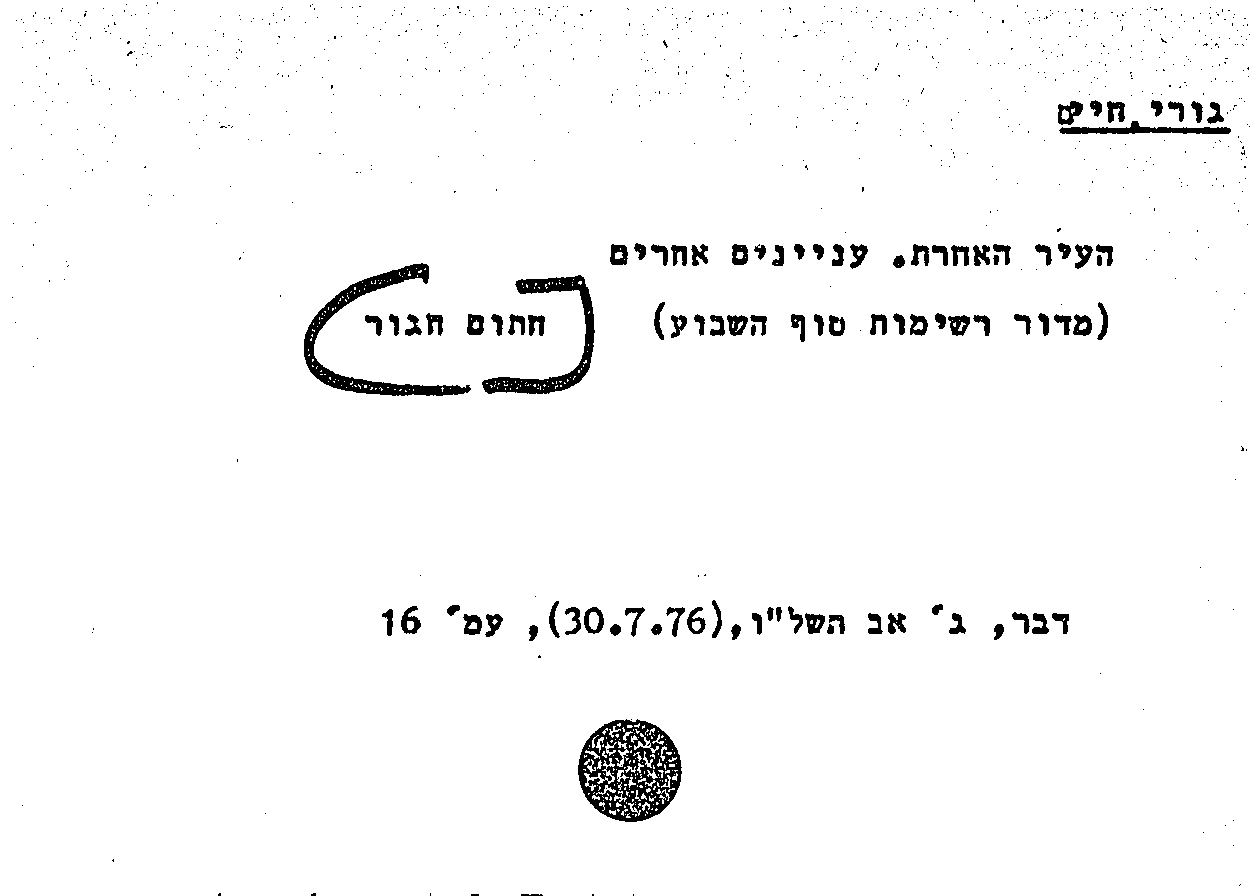 גורי, חיים
העיר האחרת. עניינים אחרים
(מדור רשימות סוף השבוע) חתום חגור
דבר, ג' אב תשל"ו, (30.7.76), עמ' 16